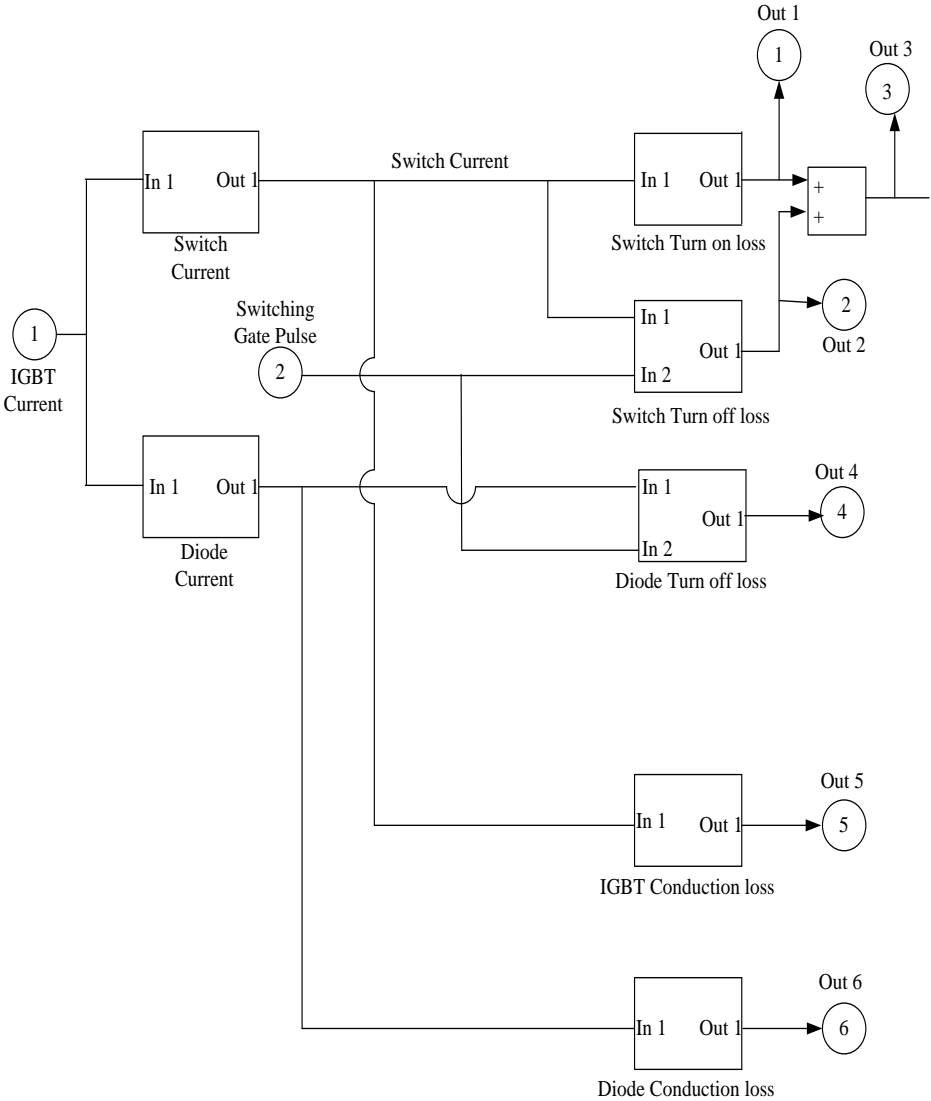 Out 1
1
Out 3
3
In 1
Out 1
Switch
Current
Switch Current
In 1
Out 1
Switch Turn on loss
+
+
1
IGBT
Current
Switching
Gate Pulse
2
In 1
Out 1
In 2
Switch Turn off loss
2
Out 2
In 1
Out 1
Diode
Current
In 1
Out 1
In 2
Diode Turn off loss
Out 4
4
In 1
Out 1
IGBT Conduction loss
Out 5
5
In 1
Out 1
Diode Conduction loss
Out 6
6